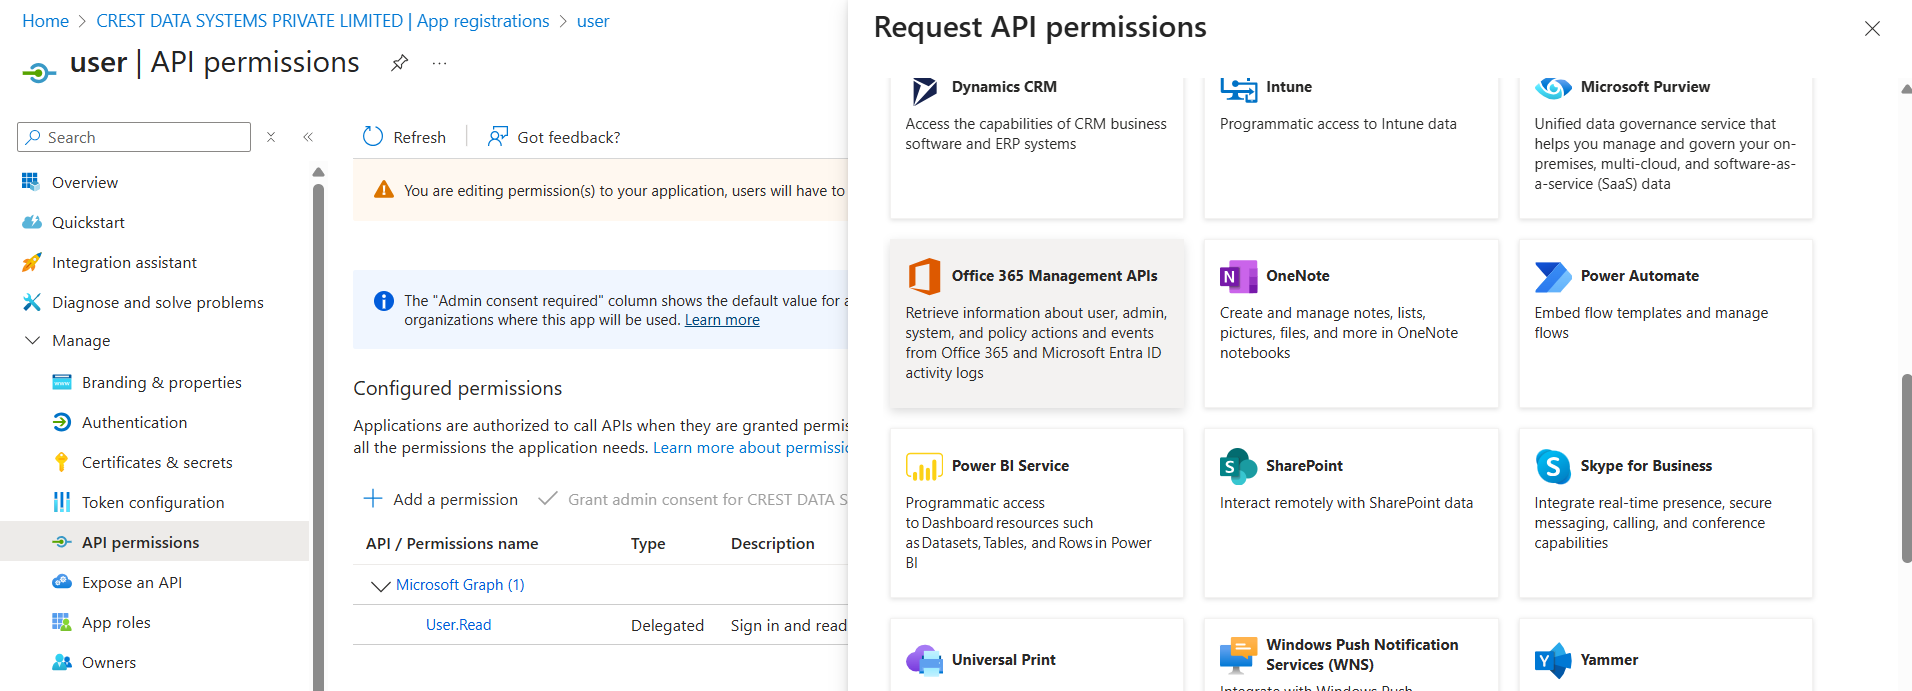 Home > CREST DATA SYSTEMS PRIVATE LIMITED | App registrations > user
user | API permissions
Search
Overview
Quickstart
Integration assistant
Diagnose and solve problems
Manage
Branding & properties
Authentication
Certificates & secrets
Token configuration
API permissions
Expose an API
App roles
Owners
Refresh
Got feedback?
You are editing permission(s) to your application, users will have to
The "Admin consent required" column shows the default value for a
organizations where this app will be used. Learn more
Configured permissions
Applications are authorized to call APIs when they are granted permis
all the permissions the application needs. Learn more about permissio
Add a permission
Grant admin consent for CREST DATA S
API / Permissions name Type Description
Microsoft Graph (1)
User.Read Delegated Sign in and read
Request API permissions
Dynamics CRM
Access the capabilities of CRM business
software and ERP systems
Intune
Programmatic access to Intune data
Microsoft Purview
Unified data governance service that
helps you manage and govern your on-
premises, multi-cloud, and software-as-
a-service (SaaS) data
Office 365 Management APIs
Retrieve information about user, admin,
system, and policy actions and events
from Office 365 and Microsoft Entra ID
activity logs
N
OneNote
Create and manage notes, lists,
pictures, files, and more in OneNote
notebooks
Power Automate
Embed flow templates and manage
flows
Power BI Service
Programmatic access
to Dashboard resources such
as Datasets, Tables, and Rows in Power
BI
S
SharePoint
Interact remotely with SharePoint data
S
Skype for Business
Integrate real-time presence, secure
messaging, calling, and conference
capabilities
Universal Print
Windows Push Notification
Services (WNS)
Integrate with Windows Push
Y
Yammer